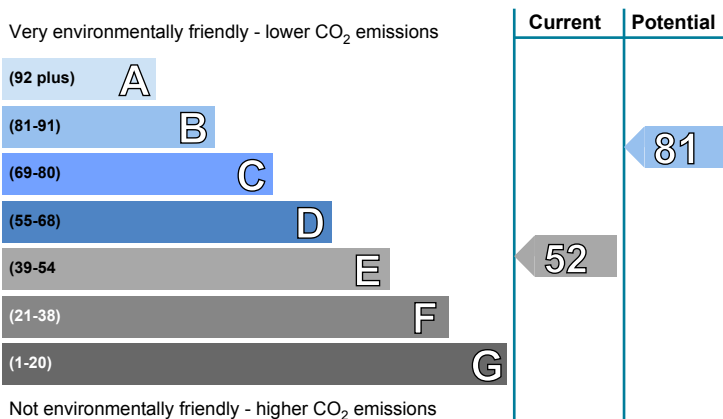 Very environmentally friendly - lower CO₂ emissions
Current
Potential
(92 plus) A
(81-91) B
(69-80) C
(55-68) D
(39-54 E
(21-38) F
(1-20) G
81
52
Not environmentally friendly - higher CO₂ emissions